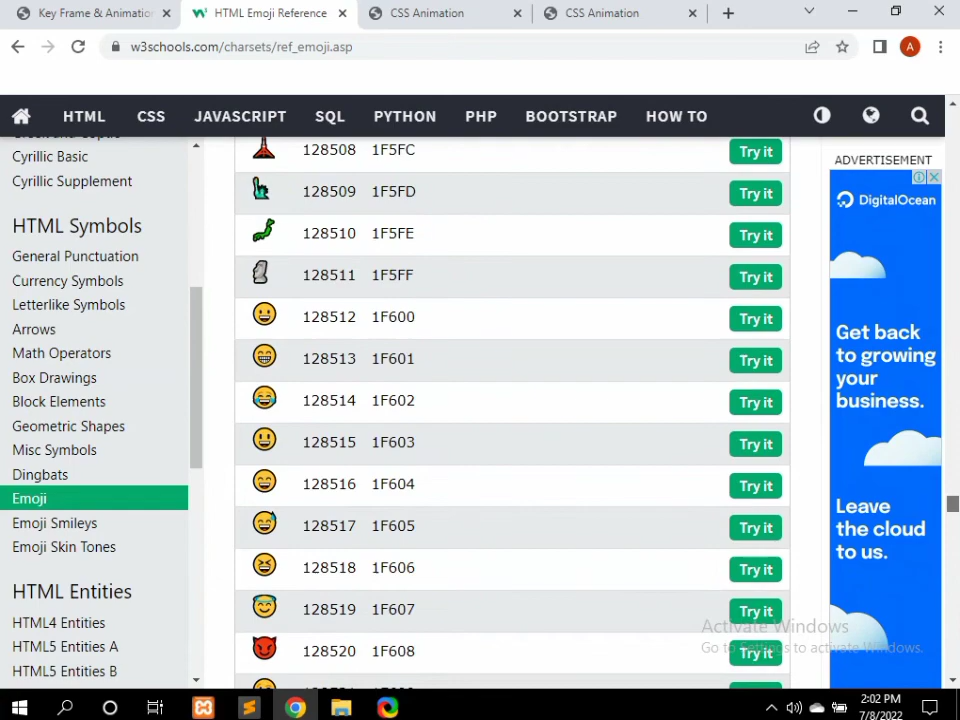 Key Frame & Animation
HTML Emoji Reference
CSS Animation
CSS Animation
w3schools.com/charsets/ref_emoji.asp
A
HTML
CSS
JAVASCRIPT
SQL
PYTHON
PHP
BOOTSTRAP
HOW TO
Cyrillic Basic
Cyrillic Supplement
HTML Symbols
General Punctuation
Currency Symbols
Letterlike Symbols
Arrows
Math Operators
Box Drawings
Block Elements
Geometric Shapes
Misc Symbols
Dingbats
Emoji
Emoji Smileys
Emoji Skin Tones
HTML Entities
HTML4 Entities
HTML5 Entities A
HTML5 Entities B
128508 1F5FC Try it
128509 1F5FD Try it
128510 1F5FE Try it
128511 1F5FF Try it
128512 1F600 Try it
128513 1F601 Try it
128514 1F602 Try it
128515 1F603 Try it
128516 1F604 Try it
128517 1F605 Try it
128518 1F606 Try it
128519 1F607 Try it
128520 1F608 Try it
ADVERTISEMENT
DigitalOcean
Get back
to growing
your
business.
Leave
the cloud
to us.
Activate Windows
Go to Settings to activate Windows.
2:02 PM
7/8/2022